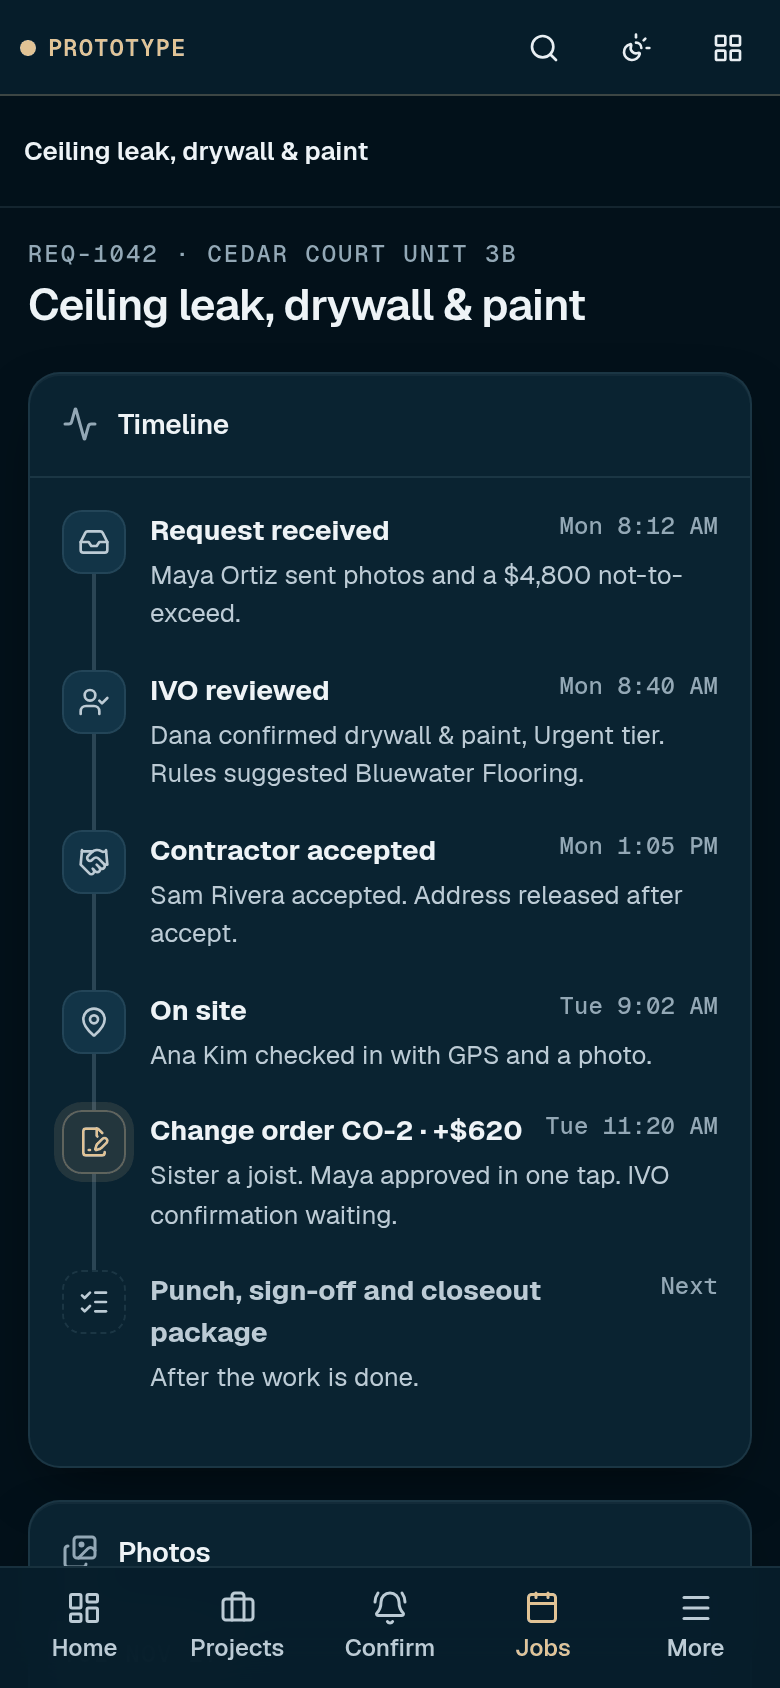 PROTOTYPE
Ceiling leak, drywall & paint
REQ-1042 · CEDAR COURT UNIT 3B
Ceiling leak, drywall & paint
Timeline
Request received Mon 8:12 AM
Maya Ortiz sent photos and a $4,800 not-to-
exceed.
IVO reviewed Mon 8:40 AM
Dana confirmed drywall & paint, Urgent tier.
Rules suggested Bluewater Flooring.
Contractor accepted Mon 1:05 PM
Sam Rivera accepted. Address released after
accept.
On site Tue 9:02 AM
Ana Kim checked in with GPS and a photo.
Change order CO-2 · +$620 Tue 11:20 AM
Sister a joist. Maya approved in one tap. IVO
confirmation waiting.
Punch, sign-off and closeout Next
package
After the work is done.
Photos
Home Projects Confirm Jobs More